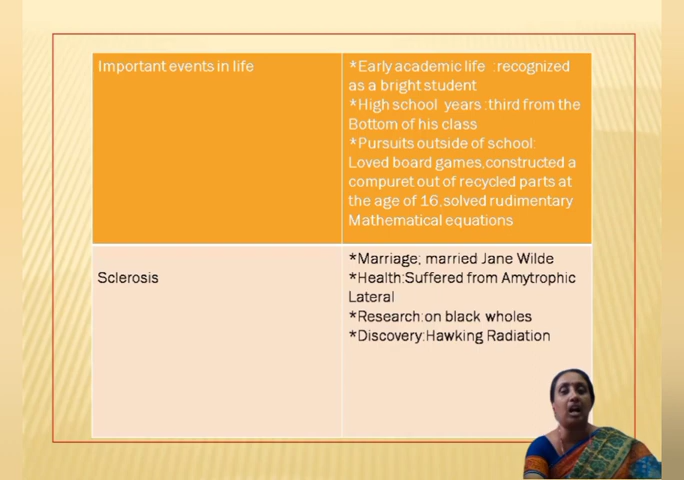 Important events in life
*Early academic life :recognized
as a bright student
*High school years :third from the
Bottom of his class
*Pursuits outside of school:
Loved board games,constructed a
compuret out of recycled parts at
the age of 16,solved rudimentary
Mathematical equations
Sclerosis
*Marriage; married Jane Wilde
*Health:Suffered from Amytrophic
Lateral
*Research:on black wholes
*Discovery:Hawking Radiation